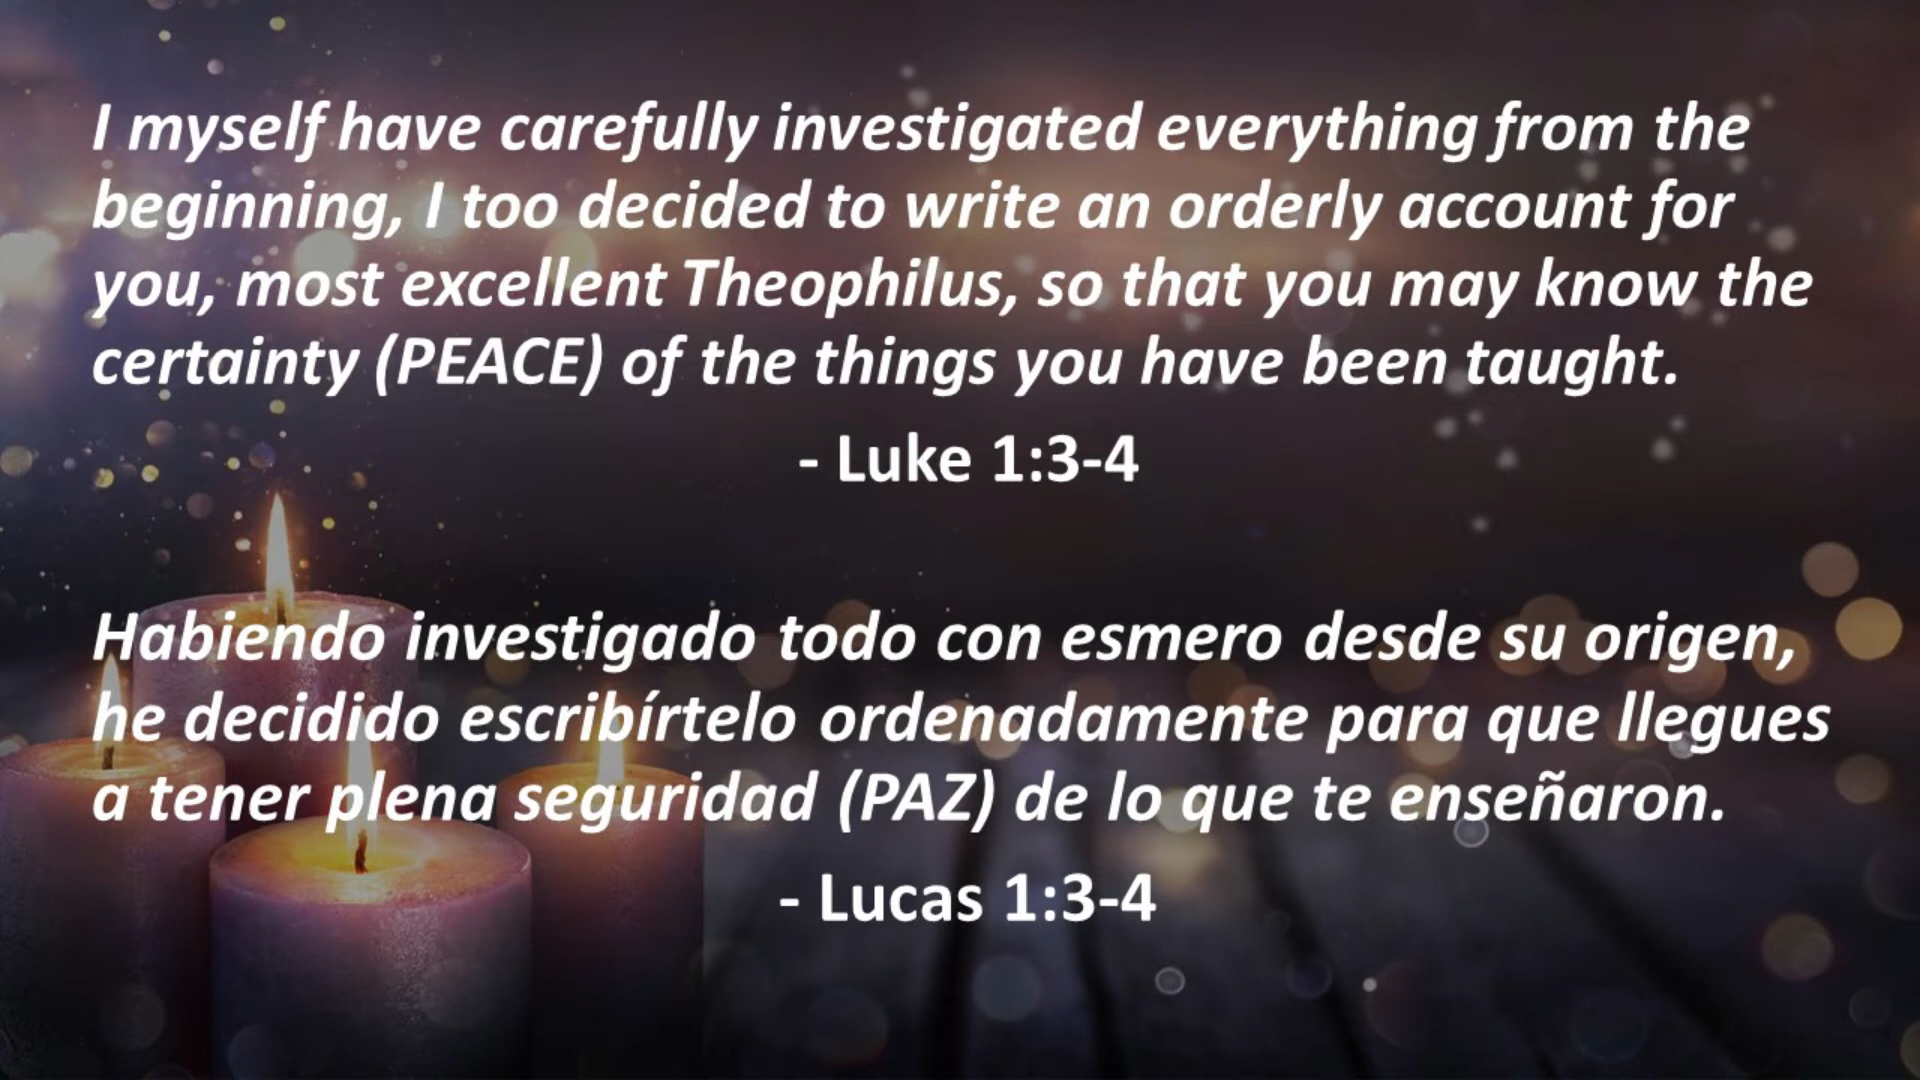 I myself have carefully investigated everything from the
beginning, I too decided to write an orderly account for
you, most excellent Theophilus, so that you may know the
certainty (PEACE) of the things you have been taught.
- Luke 1:3-4
Habiendo investigado todo con esmero desde su origen,
he decidido escribírtelo ordenadamente para que llegues
a tener plena seguridad (PAZ) de lo que te enseñaron.
- Lucas 1:3-4